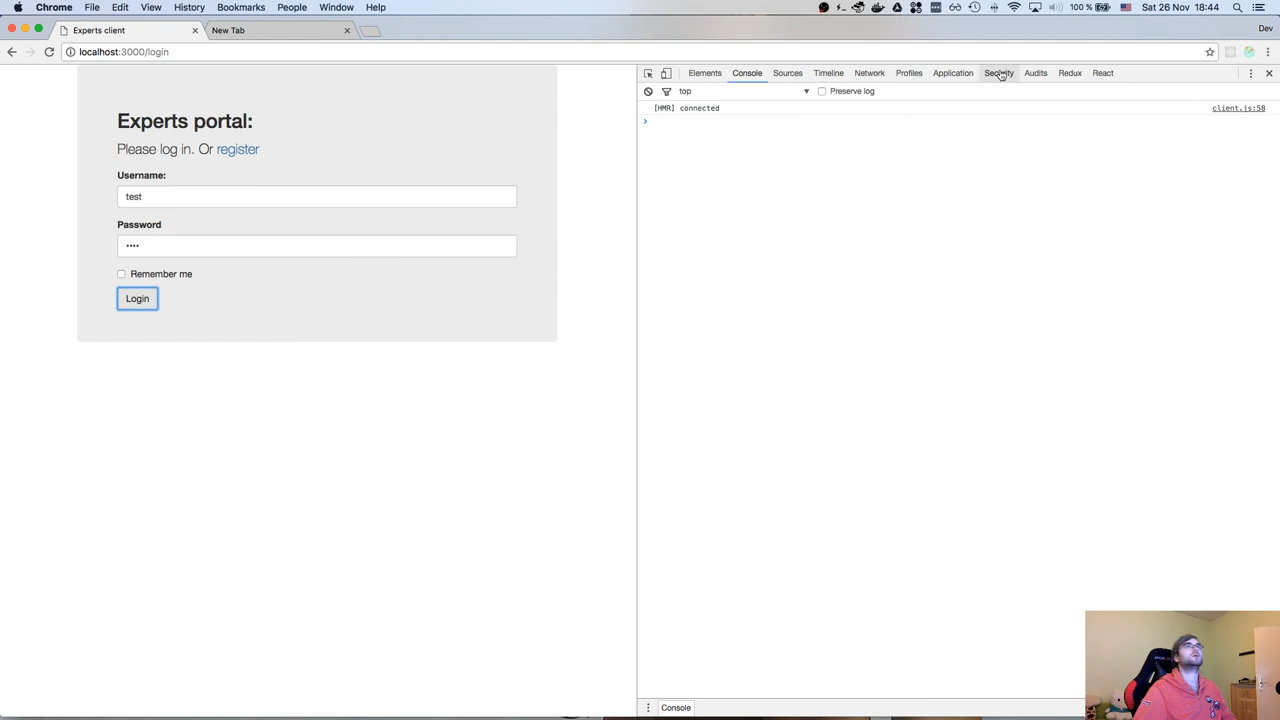 Chrome File Edit View History Bookmarks People Window Help 100 % Sat 26 Nov 18:44
Experts client New Tab Dev
localhost:3000/login
Elements Console Sources Timeline Network Profiles Application Security Audits Redux React
top Preserve log
[HMR] connected client.js:58
Experts portal:
Please log in. Or register
Username:
test
Password
••••
Remember me
Login
Console